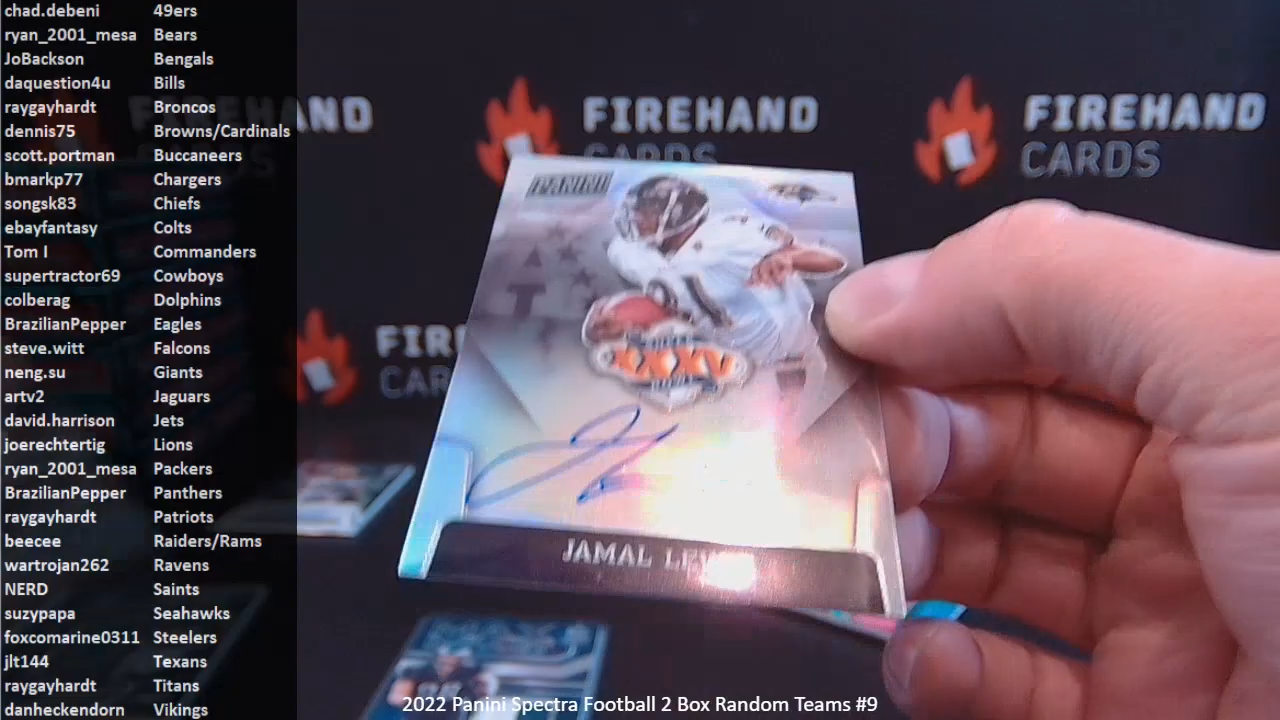 chad.debeni 49ers
ryan_2001_mesa Bears
JoBackson Bengals
daquestion4u Bills
raygayhardt Broncos
dennis75 Browns/Cardinals
scott.portman Buccaneers
bmarkp77 Chargers
songsk83 Chiefs
ebayfantasy Colts
Tom I Commanders
supertractor69 Cowboys
colberag Dolphins
BrazilianPepper Eagles
steve.witt Falcons
neng.su Giants
artv2 Jaguars
david.harrison Jets
joerechtertig Lions
ryan_2001_mesa Packers
BrazilianPepper Panthers
raygayhardt Patriots
beecee Raiders/Rams
wartrojan262 Ravens
NERD Saints
suzypapa Seahawks
foxcomarine0311 Steelers
jlt144 Texans
raygayhardt Titans
danheckendorn Vikings
FIREHAND
CARDS
FIREHAND
CARDS
FIREHAND
CARDS
PANINI
XXXV
JAMAL
2022 Panini Spectra Football 2 Box Random Teams #9